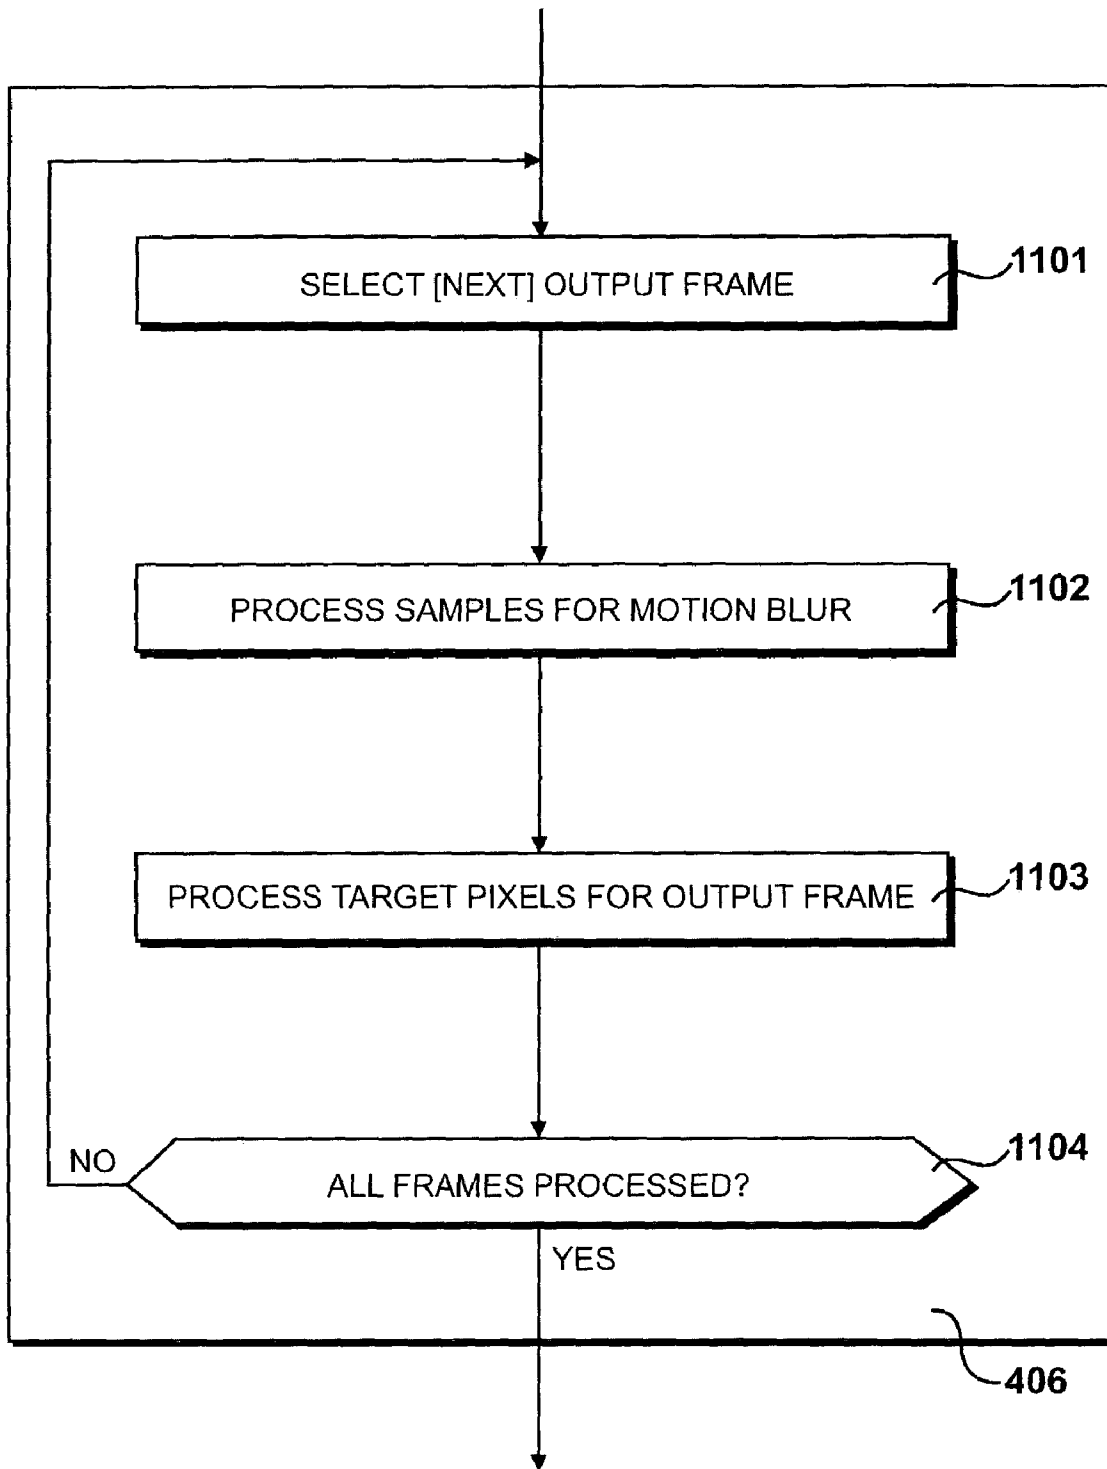 SELECT [NEXT] OUTPUT FRAME
1101
PROCESS SAMPLES FOR MOTION BLUR
1102
PROCESS TARGET PIXELS FOR OUTPUT FRAME
1103
ALL FRAMES PROCESSED?
1104
NO
YES
406